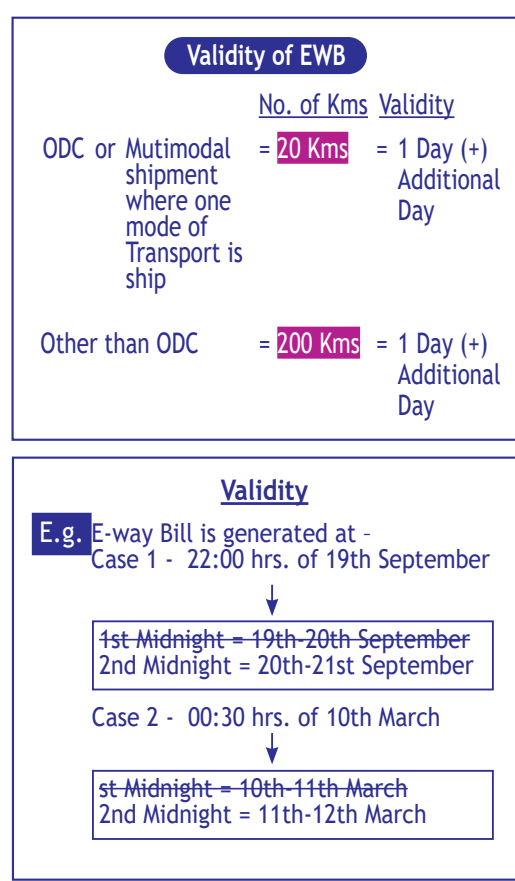 Validity of EWB
No. of Kms Validity
ODC or Mutimodal = 20 Kms = 1 Day (+)
shipment Additional
where one Day
mode of
Transport is
ship
Other than ODC = 200 Kms = 1 Day (+)
Additional
Day
Validity
E.g. E-way Bill is generated at –
Case 1 - 22:00 hrs. of 19th September
1st Midnight = 19th-20th September
2nd Midnight = 20th-21st September
Case 2 - 00:30 hrs. of 10th March
st Midnight = 10th-11th March
2nd Midnight = 11th-12th March